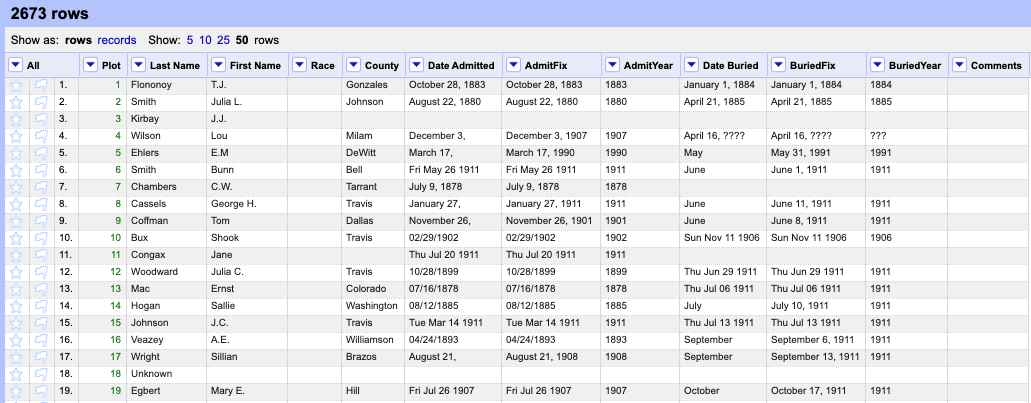 2673 rows
Show as: rows records Show: 5 10 25 50 rows
All Plot Last Name First Name Race County Date Admitted AdmitFix AdmitYear Date Buried BuriedFix BuriedYear Comments
1. 1 Flononoy T.J. Gonzales October 28, 1883 October 28, 1883 1883 January 1, 1884 January 1, 1884 1884
2. 2 Smith Julia L. Johnson August 22, 1880 August 22, 1880 1880 April 21, 1885 April 21, 1885 1885
3. 3 Kirbay J.J.
4. 4 Wilson Lou Milam December 3, December 3, 1907 1907 April 16, ???? April 16, ???? ???
5. 5 Ehlers E.M DeWitt March 17, March 17, 1990 1990 May May 31, 1991 1991
6. 6 Smith Bunn Bell Fri May 26 1911 Fri May 26 1911 1911 June June 1, 1911 1911
7. 7 Chambers C.W. Tarrant July 9, 1878 July 9, 1878 1878
8. 8 Cassels George H. Travis January 27, January 27, 1911 1911 June June 11, 1911 1911
9. 9 Coffman Tom Dallas November 26, November 26, 1901 1901 June June 8, 1911 1911
10. 10 Bux Shook Travis 02/29/1902 02/29/1902 1902 Sun Nov 11 1906 Sun Nov 11 1906 1906
11. 11 Congax Jane Thu Jul 20 1911 Thu Jul 20 1911 1911
12. 12 Woodward Julia C. Travis 10/28/1899 10/28/1899 1899 Thu Jun 29 1911 Thu Jun 29 1911 1911
13. 13 Mac Ernst Colorado 07/16/1878 07/16/1878 1878 Thu Jul 06 1911 Thu Jul 06 1911 1911
14. 14 Hogan Sallie Washington 08/12/1885 08/12/1885 1885 July July 10, 1911 1911
15. 15 Johnson J.C. Travis Tue Mar 14 1911 Tue Mar 14 1911 1911 Thu Jul 13 1911 Thu Jul 13 1911 1911
16. 16 Veazey A.E. Williamson 04/24/1893 04/24/1893 1893 September September 6, 1911 1911
17. 17 Wright Sillian Brazos August 21, August 21, 1908 1908 September September 13, 1911 1911
18. 18 Unknown
19. 19 Egbert Mary E. Hill Fri Jul 26 1907 Fri Jul 26 1907 1907 October October 17, 1911 1911